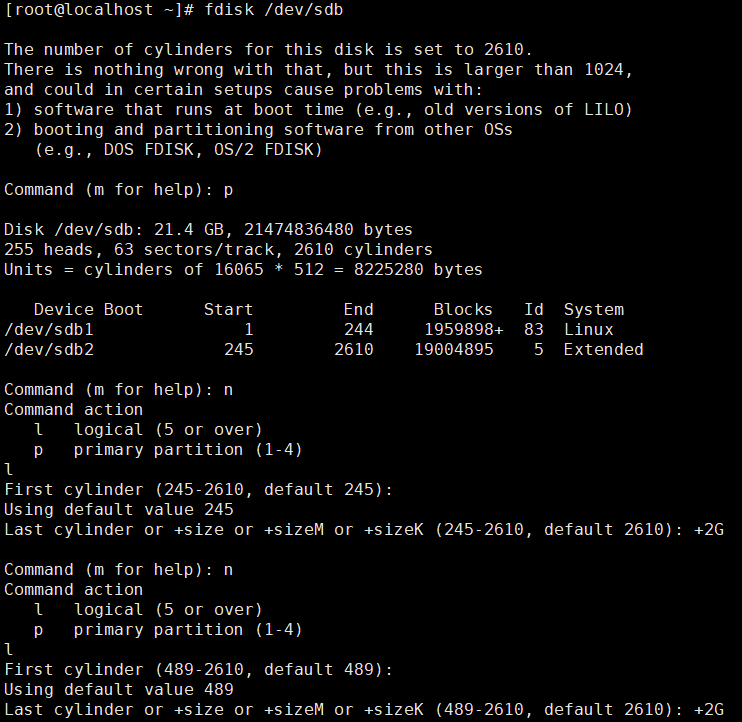 [root@localhost ~]# fdisk /dev/sdb
The number of cylinders for this disk is set to 2610.
There is nothing wrong with that, but this is larger than 1024,
and could in certain setups cause problems with:
1) software that runs at boot time (e.g., old versions of LILO)
2) booting and partitioning software from other OSs
   (e.g., DOS FDISK, OS/2 FDISK)
Command (m for help): p
Disk /dev/sdb: 21.4 GB, 21474836480 bytes
255 heads, 63 sectors/track, 2610 cylinders
Units = cylinders of 16065 * 512 = 8225280 bytes
   Device Boot      Start         End      Blocks   Id  System
/dev/sdb1               1         244     1959898+  83  Linux
/dev/sdb2             245        2610    19004895    5  Extended
Command (m for help): n
Command action
   l   logical (5 or over)
   p   primary partition (1-4)
l
First cylinder (245-2610, default 245):
Using default value 245
Last cylinder or +size or +sizeM or +sizeK (245-2610, default 2610): +2G
Command (m for help): n
Command action
   l   logical (5 or over)
   p   primary partition (1-4)
l
First cylinder (489-2610, default 489):
Using default value 489
Last cylinder or +size or +sizeM or +sizeK (489-2610, default 2610): +2G